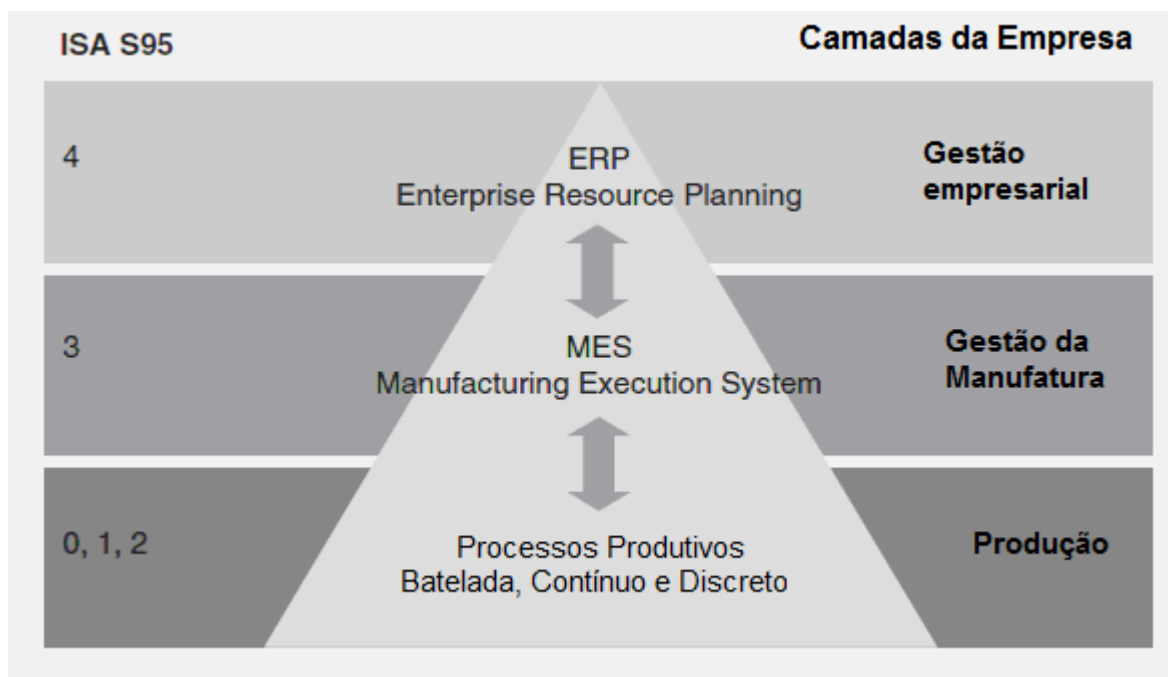 ISA S95
Camadas da Empresa
4
ERP
Enterprise Resource Planning
Gestão
empresarial
3
MES
Manufacturing Execution System
Gestão da
Manufatura
0, 1, 2
Processos Produtivos
Batelada, Contínuo e Discreto
Produção